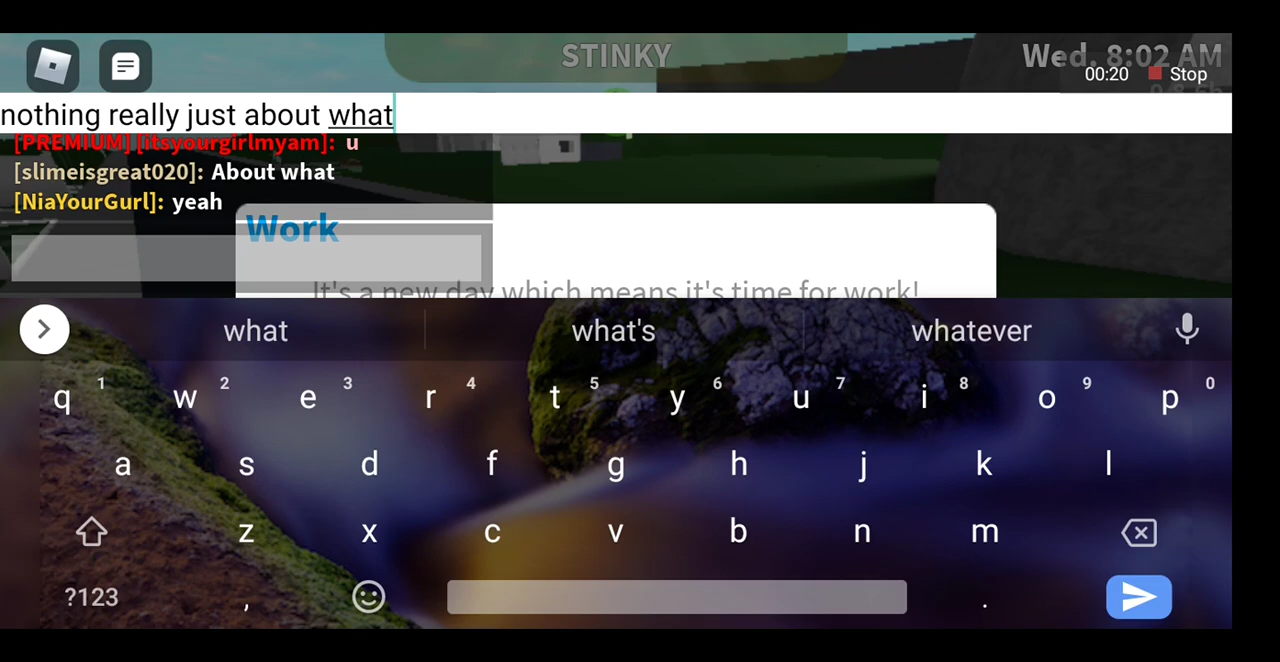 STINKY
Wed. 8:02 AM
00:20 Stop
nothing really just about what
[PREMIUM] [itsyourgirlmyam]: u
[slimeisgreat020]: About what
[NiaYourGurl]: yeah
Work
It's a new day which means it's time for work!
what what's whatever
q 1 w 2 e 3 r 4 t 5 y 6 u 7 i 8 o 9 p 0
a s d f g h j k l
z x c v b n m
?123 , .